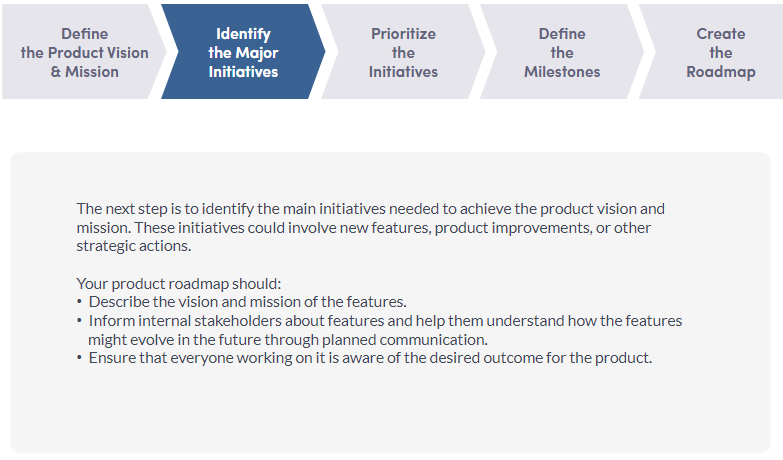 Define
the Product Vision
& Mission
Identify
the Major
Initiatives
Prioritize
the
Initiatives
Define
the
Milestones
Create
the
Roadmap
The next step is to identify the main initiatives needed to achieve the product vision and
mission. These initiatives could involve new features, product improvements, or other
strategic actions.
Your product roadmap should:
• Describe the vision and mission of the features.
• Inform internal stakeholders about features and help them understand how the features
might evolve in the future through planned communication.
• Ensure that everyone working on it is aware of the desired outcome for the product.